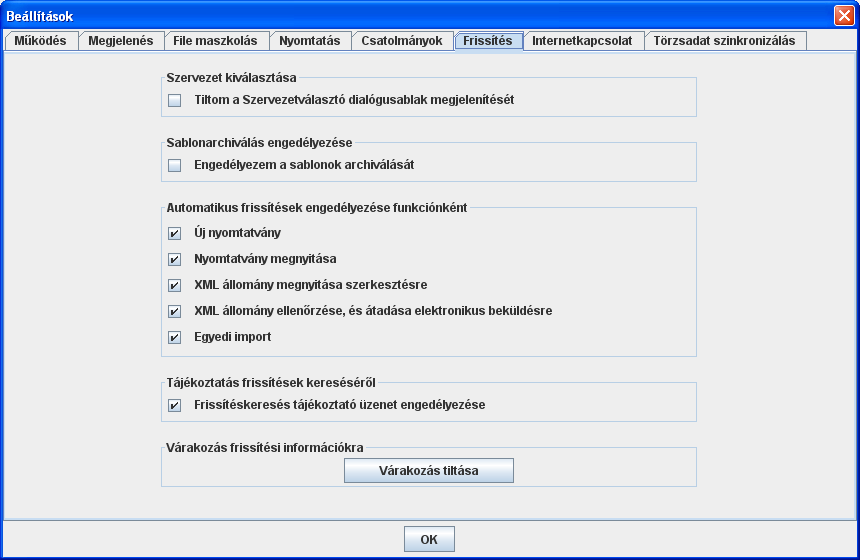 Beállítások
Működés Megjelenés File maszkolás Nyomtatás Csatolmányok Frissítés Internetkapcsolat Törzsadat szinkronizálás
Szervezet kiválasztása
Tiltom a Szervezetválasztó dialógusablak megjelenítését
Sablonarchiválás engedélyezése
Engedélyezem a sablonok archiválását
Automatikus frissítések engedélyezése funkciónként
Új nyomtatvány
Nyomtatvány megnyitása
XML állomány megnyitása szerkesztésre
XML állomány ellenőrzése, és átadása elektronikus beküldésre
Egyedi import
Tájékoztatás frissítések kereséséről
Frissítéskeresés tájékoztató üzenet engedélyezése
Várakozás frissítési információkra
Várakozás tiltása
OK